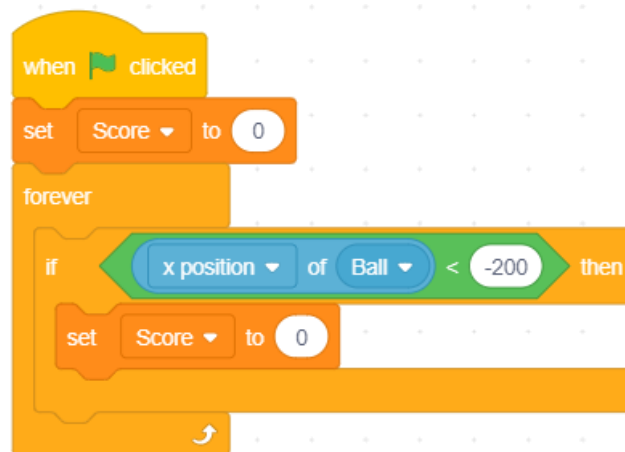 when clicked
set Score to 0
forever
if x position of Ball < -200 then
set Score to 0